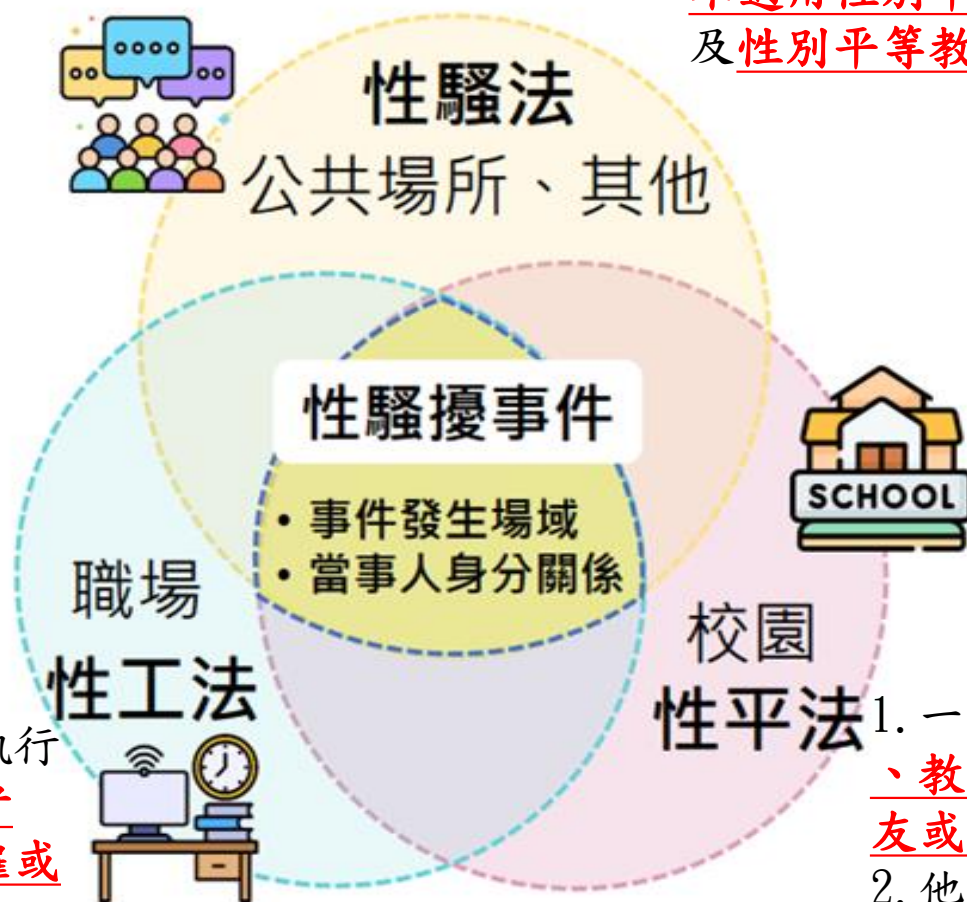 及性別平等教
性騷法
公共場所、其他
性騷擾事件
• 事件發生場域
• 當事人身分關係
SCHOOL
職場
性工法
校園
性平法
執行
或
1. 一
、教
友或
2. 他